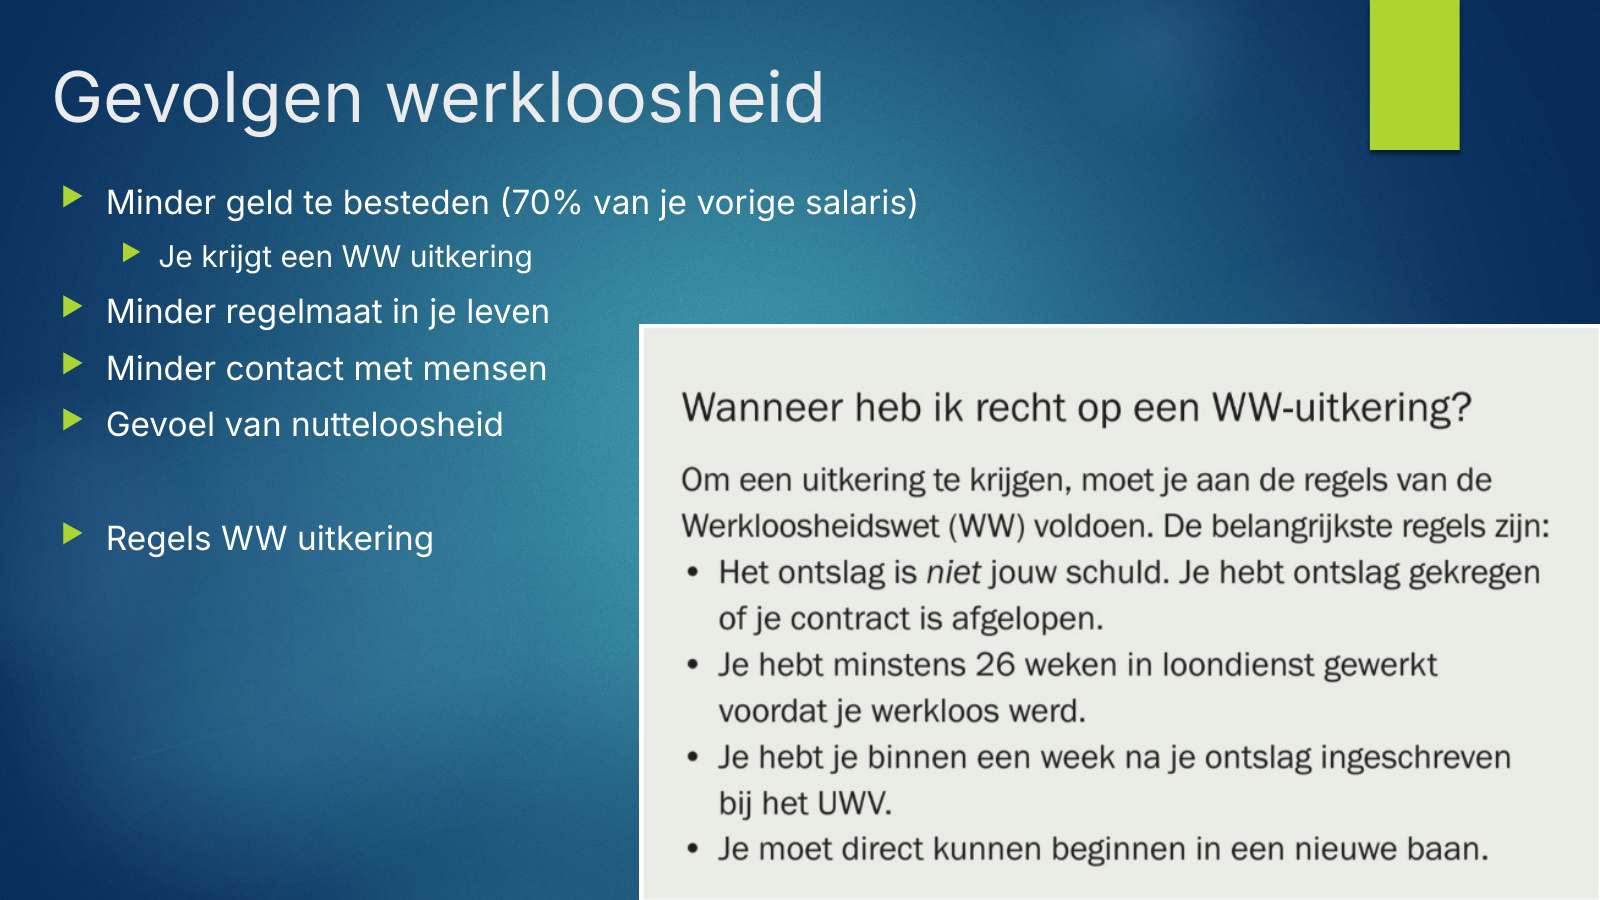 Gevolgen werkloosheid
Minder geld te besteden (70% van je vorige salaris)
Je krijgt een WW uitkering
Minder regelmaat in je leven
Minder contact met mensen
Gevoel van nutteloosheid
Regels WW uitkering
Wanneer heb ik recht op een WW-uitkering?
Om een uitkering te krijgen, moet je aan de regels van de
Werkloosheidswet (WW) voldoen. De belangrijkste regels zijn:
• Het ontslag is niet jouw schuld. Je hebt ontslag gekregen
of je contract is afgelopen.
• Je hebt minstens 26 weken in loondienst gewerkt
voordat je werkloos werd.
• Je hebt je binnen een week na je ontslag ingeschreven
bij het UWV.
• Je moet direct kunnen beginnen in een nieuwe baan.